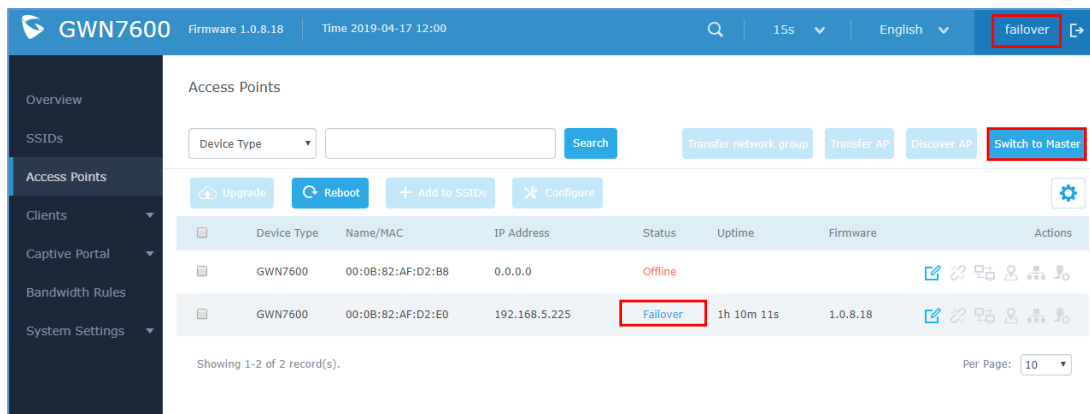 GWN7600 Firmware 1.0.8.18 Time 2019-04-17 12:00 15s English failover
Overview
SSIDs
Access Points
Clients
Captive Portal
Bandwidth Rules
System Settings
Access Points
Device Type Search Transfer network group Transfer AP Discover AP Switch to Master
Upgrade Reboot + Add to SSIDs Configure
Device Type Name/MAC IP Address Status Uptime Firmware Actions
GWN7600 00:0B:82:AF:D2:B8 0.0.0.0 Offline
GWN7600 00:0B:82:AF:D2:E0 192.168.5.225 Failover 1h 10m 11s 1.0.8.18
Showing 1-2 of 2 record(s). Per Page: 10